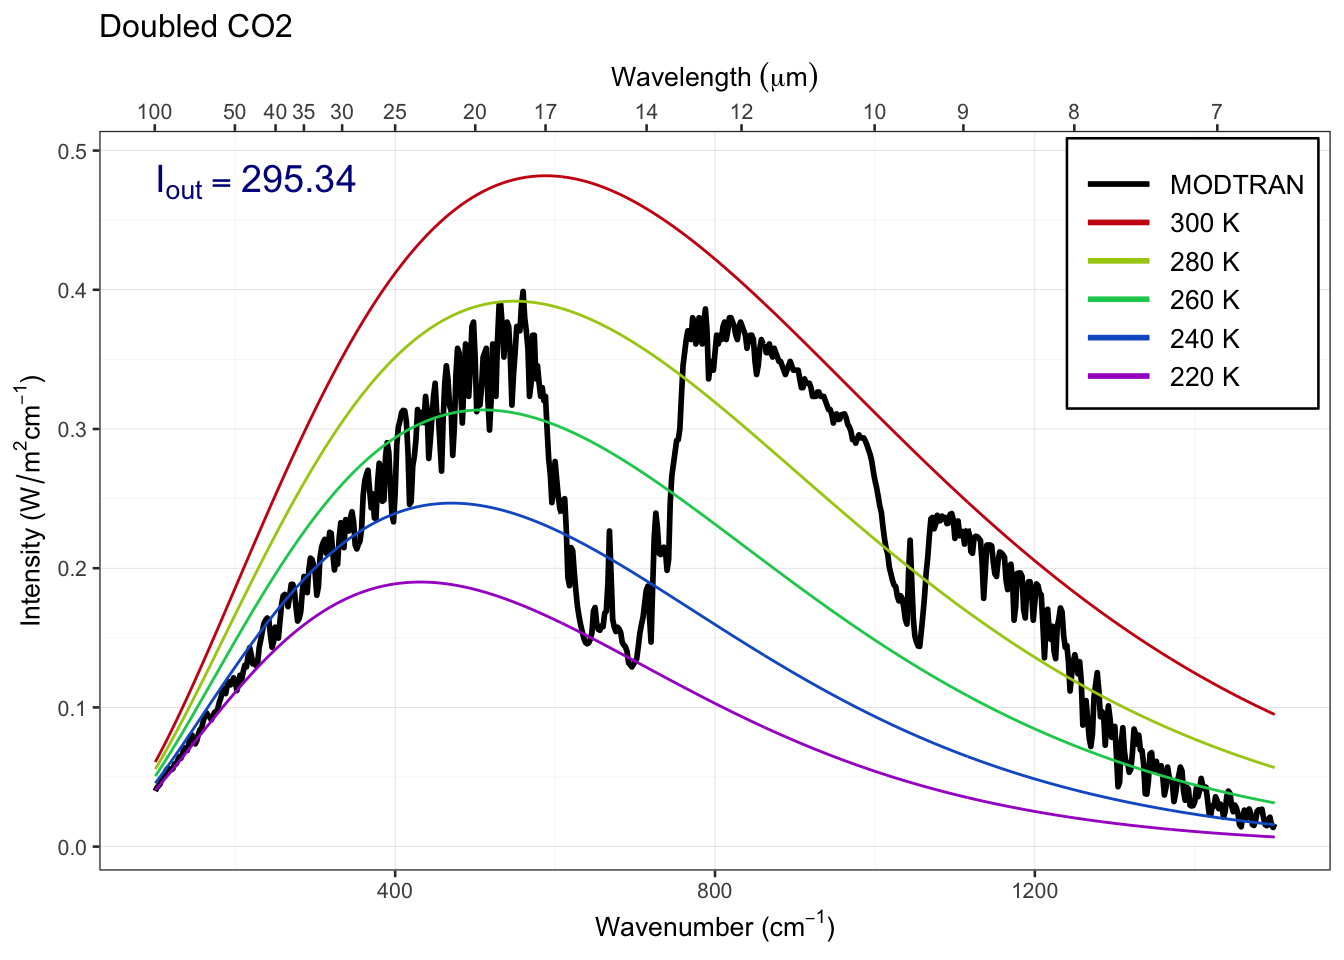 Doubled CO2
Wavelength (μm)
100 50 40 35 30 25 20 17 14 12 10 9 8 7
0.5
0.4
0.3
0.2
0.1
0.0
Intensity (W/m²cm⁻¹)
I_out = 295.34
MODTRAN
300 K
280 K
260 K
240 K
220 K
400 800 1200
Wavenumber (cm⁻¹)